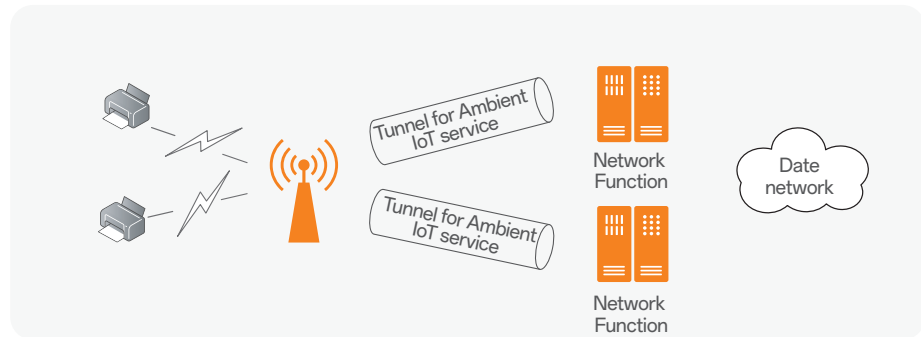 Tunnel for Ambient
IoT service
Network
Function
Date
network
Tunnel for Ambient
IoT service
Network
Function